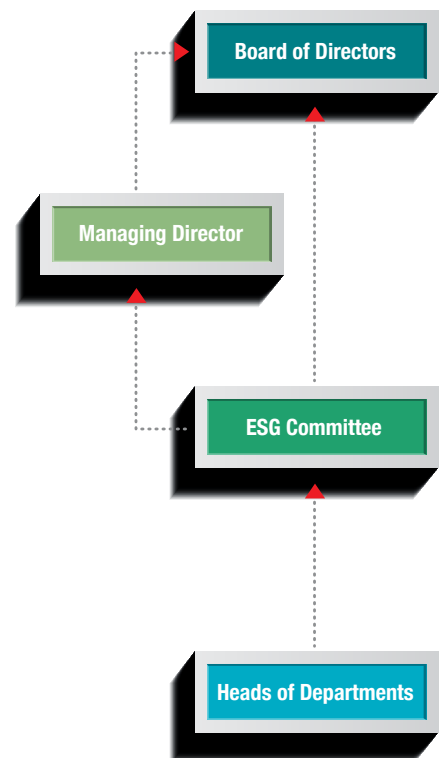 Board of Directors
Managing Director
ESG Committee
Heads of Departments